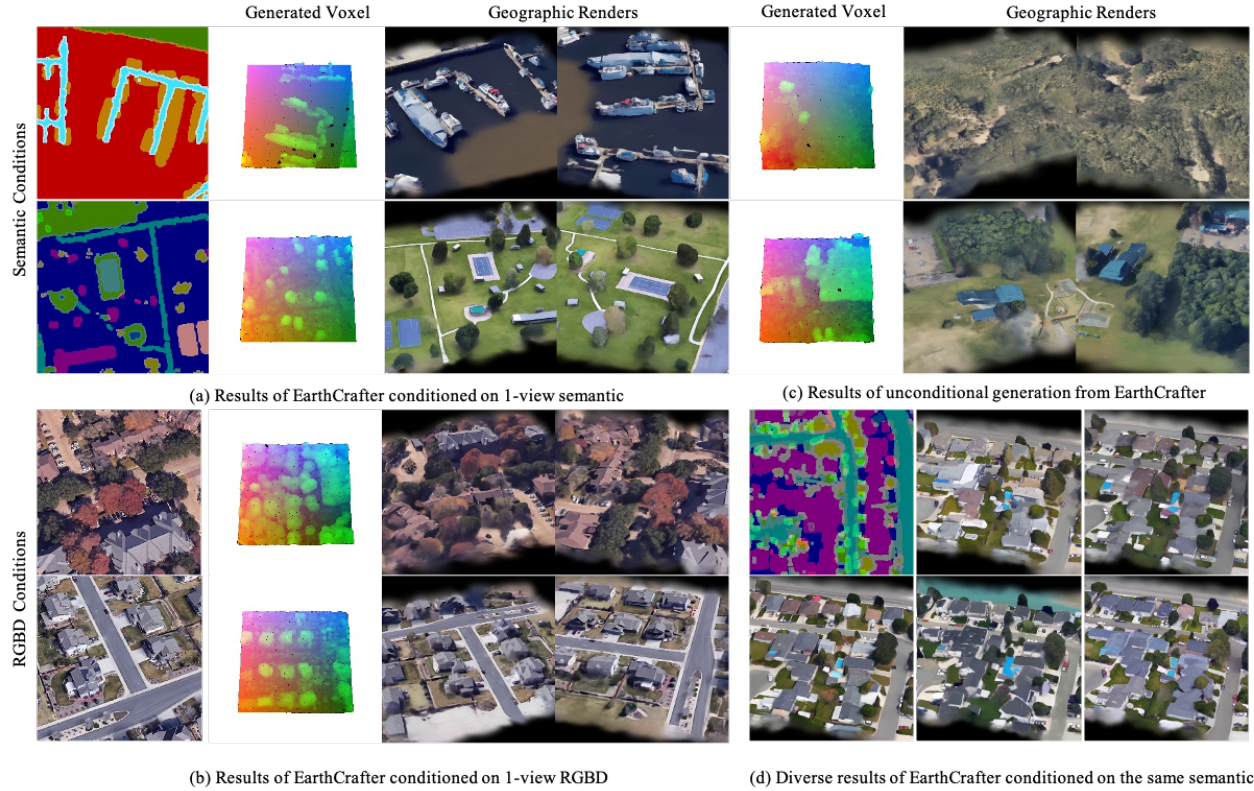 Generated Voxel
Geographic Renders
Generated Voxel
Geographic Renders
Semantic Conditions
(a) Results of EarthCrafter conditioned on 1-view semantic
(c) Results of unconditional generation from EarthCrafter
RGBD Conditions
(b) Results of EarthCrafter conditioned on 1-view RGBD
(d) Diverse results of EarthCrafter conditioned on the same semantic